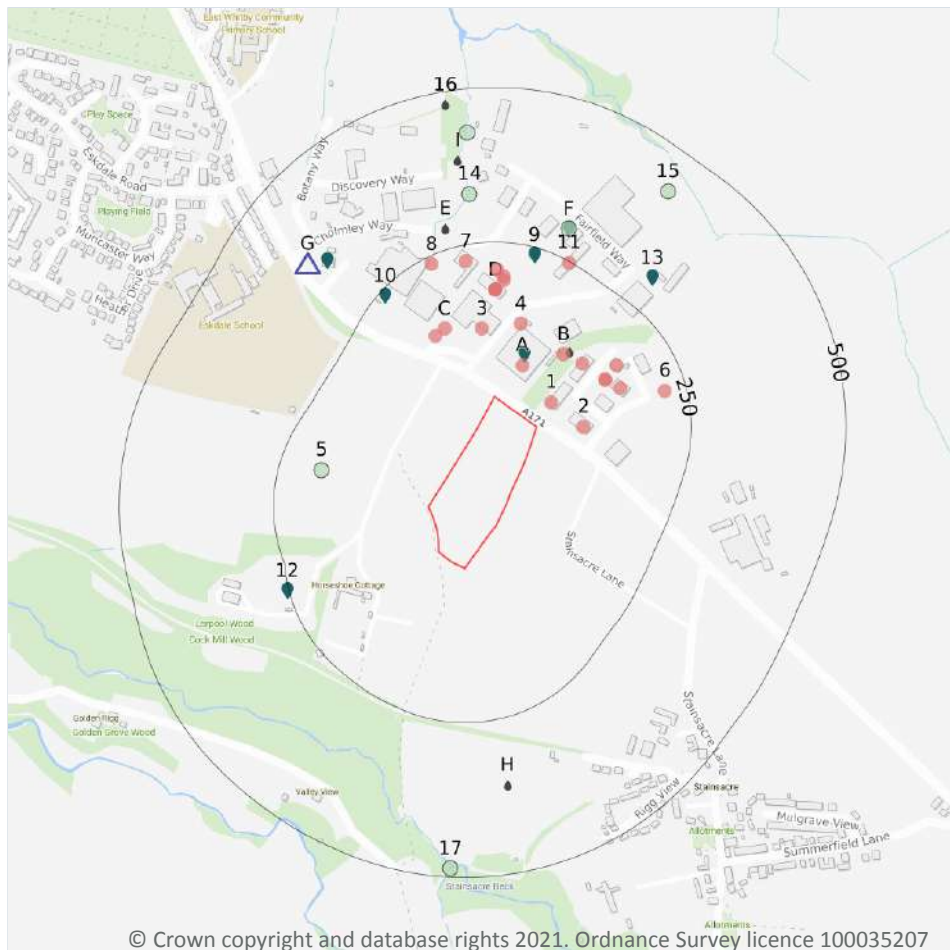 East Whitby Community
Primary School
16
Play Space
Botany Way
I
Eskdale Road
Discovery Way
14
15
Playing Field
E
F
Fairfield Way
Muncaster Way
Cholmley Way
G
9
8
7
11
13
Heather Drive
D
10
Eskdale School
C
3
4
A
B
500
6
250
1
A171
2
5
Stainsacre Lane
12
Horseshoe Cottage
Larpool Wood
Cock Mill Wood
Golden Rigg
Golden Grove Wood
Stainsacre Lane
H
Valley View
Stainsacre
Rigg View
Mulgrave View
Allotments
Summerfield Lane
17
Stainsacre Beck
Allotments
© Crown copyright and database rights 2021. Ordnance Survey licence 100035207